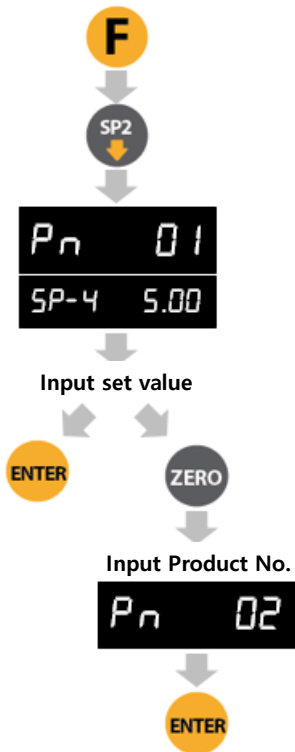 F
SP2
Pn 01
SP-4 5.00
Input set value
ENTER
ZERO
Input Product No.
Pn 02
ENTER